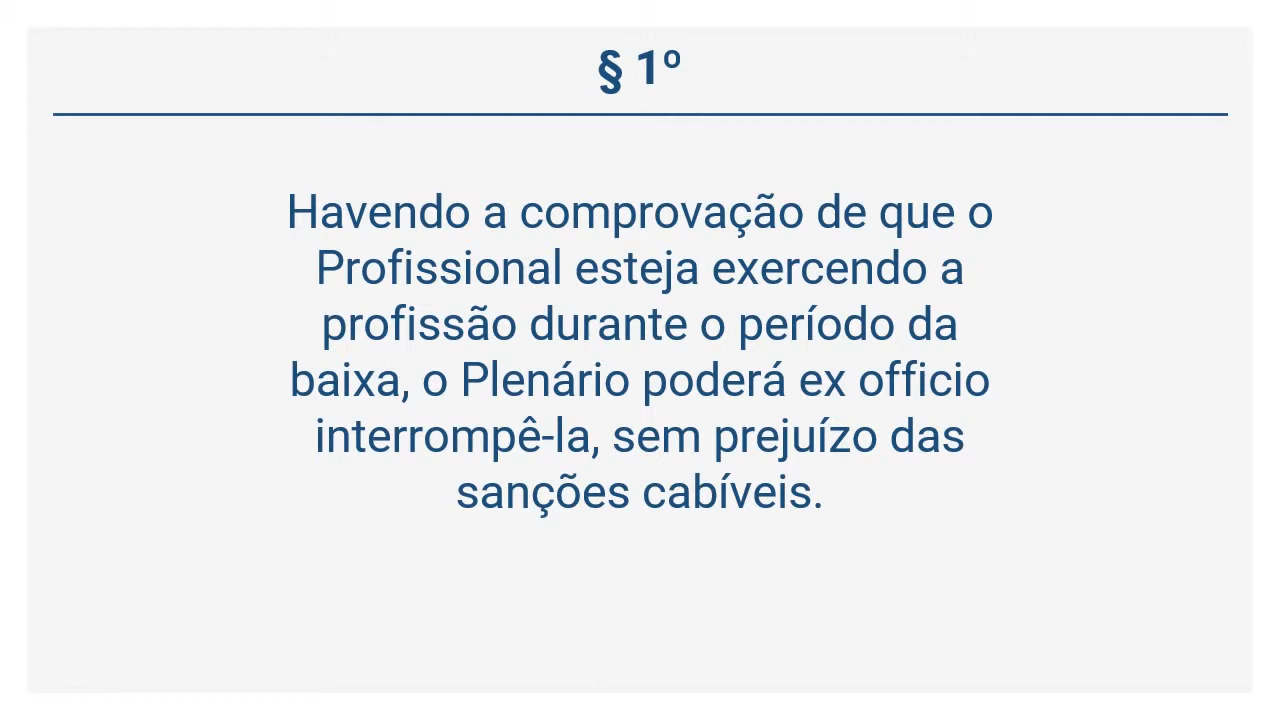 § 1º
Havendo a comprovação de que o
Profissional esteja exercendo a
profissão durante o período da
baixa, o Plenário poderá ex officio
interrompê-la, sem prejuízo das
sanções cabíveis.